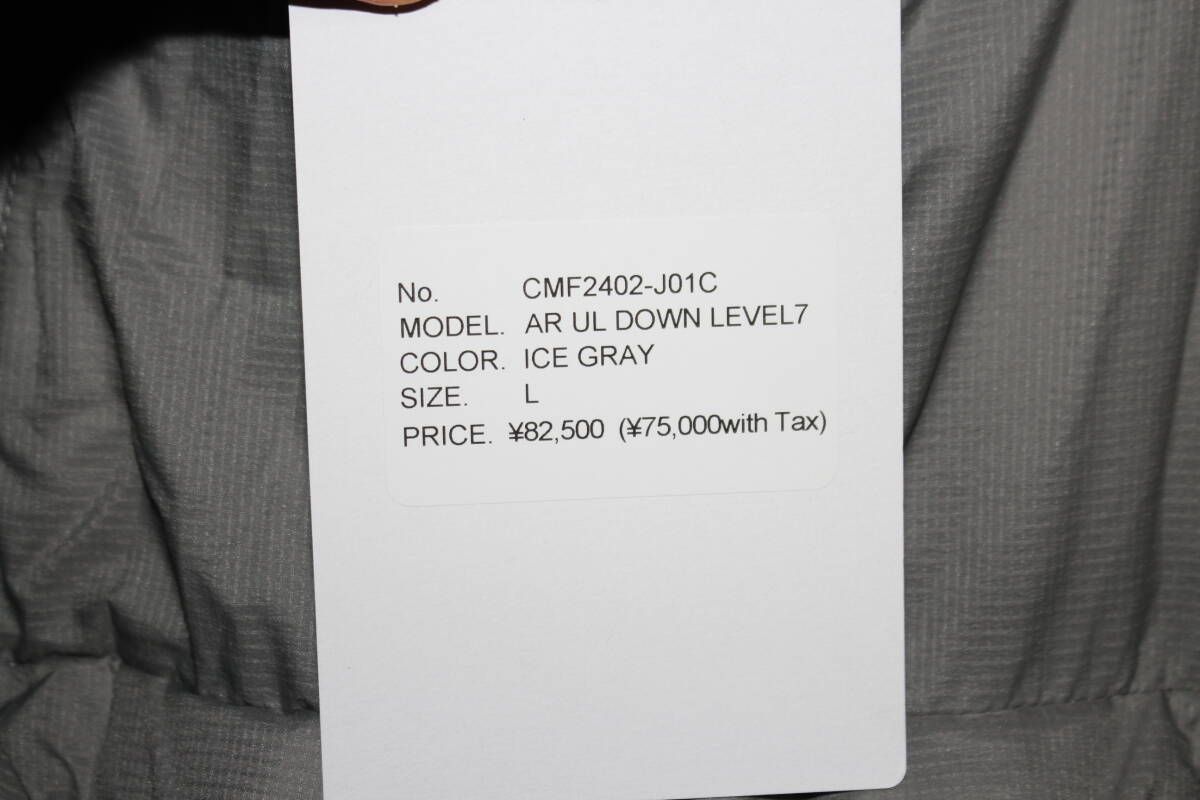 No. CMF2402-J01C
MODEL. AR UL DOWN LEVEL7
COLOR. ICE GRAY
SIZE. L
PRICE. ¥82,500 (¥75,000with Tax)